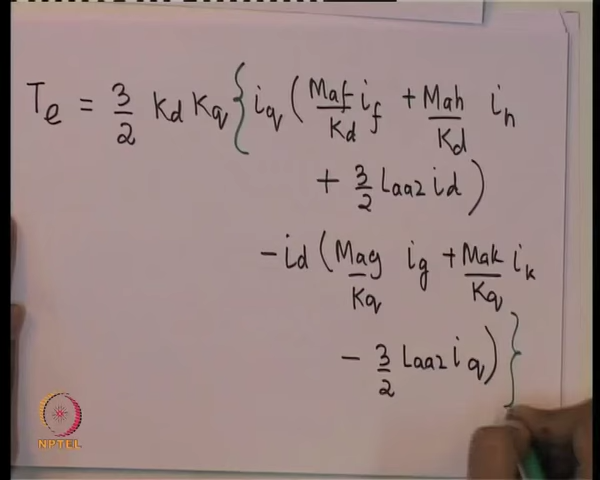 Te = 3/2 Kd Kq { iq ( Maf/Kd if + Mah/Kd ih
+ 3/2 Laa2 id )
- id ( Mag/Kq ig + Mak/Kq ik
- 3/2 Laa2 iq ) }
NPTEL